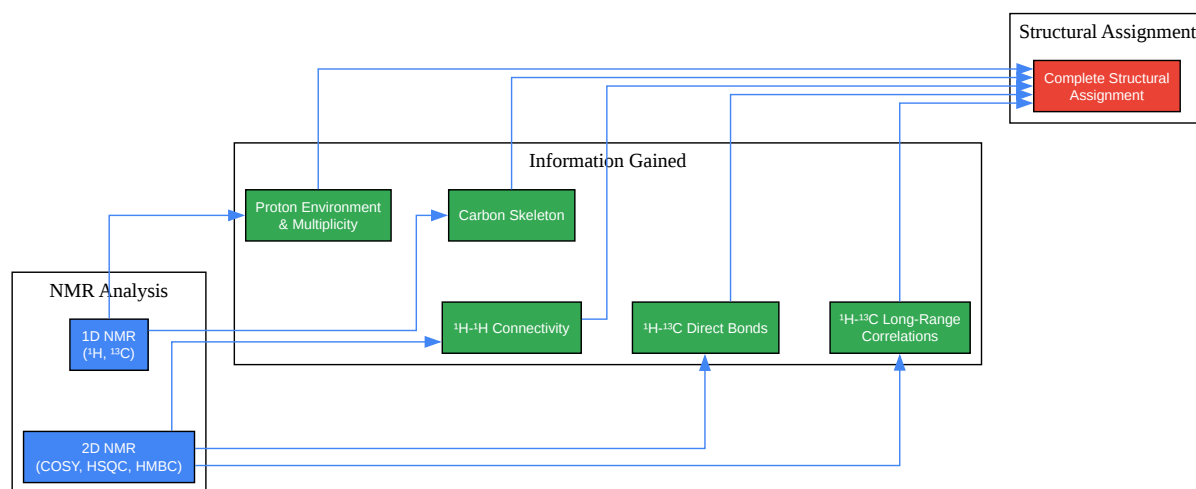 Structural Assignment
Complete Structural
Assignment
Information Gained
Proton Environment
& Multiplicity
Carbon Skeleton
NMR Analysis
1D NMR
(¹H, ¹³C)
¹H-¹H Connectivity
¹H-¹³C Direct Bonds
¹H-¹³C Long-Range
Correlations
2D NMR
(COSY, HSQC, HMBC)